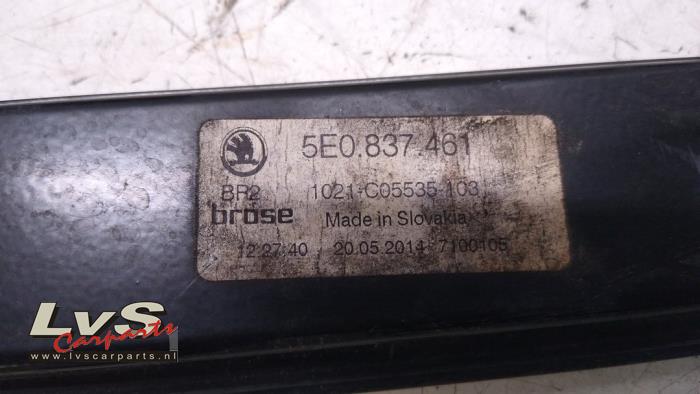 5E0.837.461
BR2 1021-C05535-103
brose Made in Slovakia
12:27:40 20.05.2014 7100105
LvS
Carparts
www.lvscarparts.nl